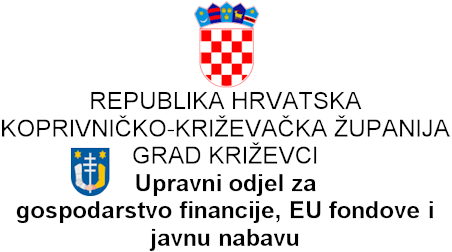 REPUBLIKA HRVATSKA
KOPRIVNIČKO-KRIŽEVAČKA ŽUPANIJA
GRAD KRIŽEVCI
Upravni odjel za
gospodarstvo financije, EU fondove i
javnu nabavu